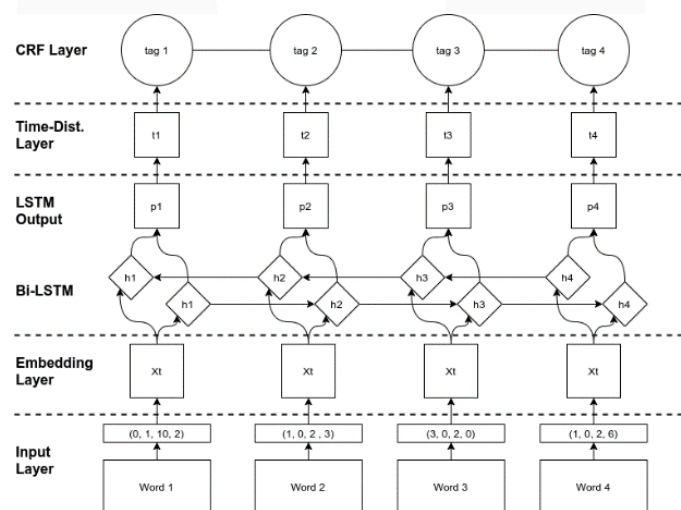 CRF Layer
tag 1
tag 2
tag 3
tag 4
Time-Dist.
Layer
t1
t2
t3
t4
LSTM
Output
p1
p2
p3
p4
Bi-LSTM
h1
h2
h3
h4
h1
h2
h3
h4
Embedding
Layer
Xt
Xt
Xt
Xt
Input
Layer
(0, 1, 10, 2)
(1, 0, 2 , 3)
(3, 0, 2, 0)
(1, 0, 2, 6)
Word 1
Word 2
Word 3
Word 4